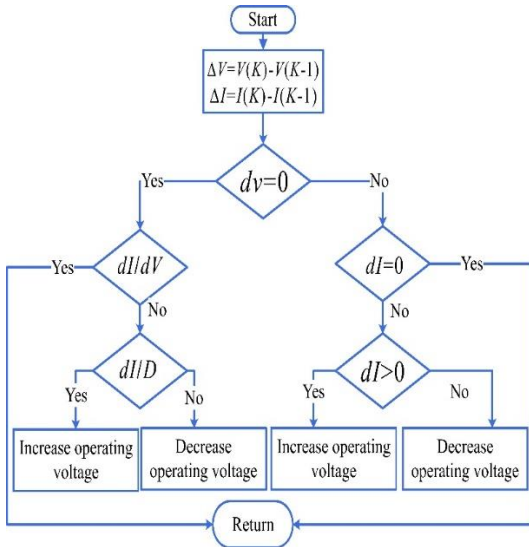 Start
ΔV=V(K)-V(K-1)
ΔI=I(K)-I(K-1)
dv=0
Yes
No
dI/dV
Yes
No
dI=0
Yes
No
dI/D
Yes
No
dI>0
Yes
No
Increase operating
voltage
Decrease
operating voltage
Increase operating
voltage
Decrease
operating voltage
Return